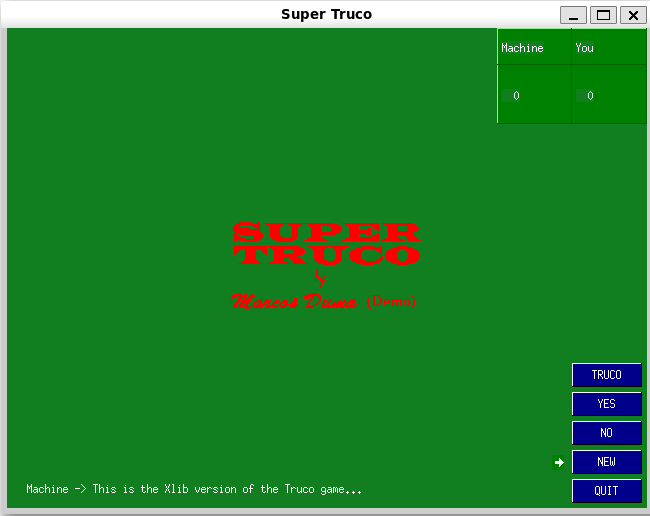 Super Truco
Machine You
0 0
SUPER
TRUCO
by
Marcos Diuma (Demo)
TRUCO
YES
NO
NEW
Machine -> This is the Xlib version of the Truco game...
QUIT